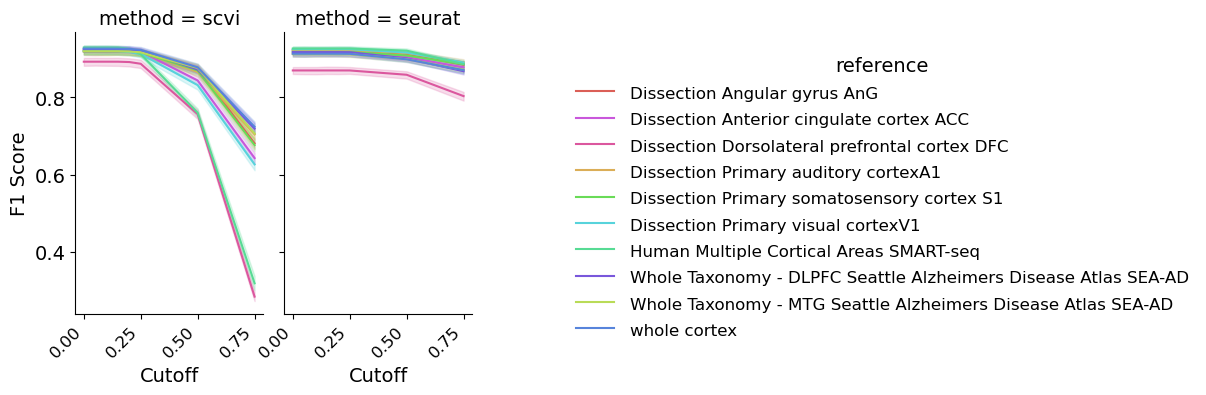 method = scvi
method = seurat
F1 Score
0.8
0.6
0.4
0.00
0.25
0.50
0.75
Cutoff
0.00
0.25
0.50
0.75
Cutoff
reference
Dissection Angular gyrus AnG
Dissection Anterior cingulate cortex ACC
Dissection Dorsolateral prefrontal cortex DFC
Dissection Primary auditory cortexA1
Dissection Primary somatosensory cortex S1
Dissection Primary visual cortexV1
Human Multiple Cortical Areas SMART-seq
Whole Taxonomy - DLPFC Seattle Alzheimers Disease Atlas SEA-AD
Whole Taxonomy - MTG Seattle Alzheimers Disease Atlas SEA-AD
whole cortex